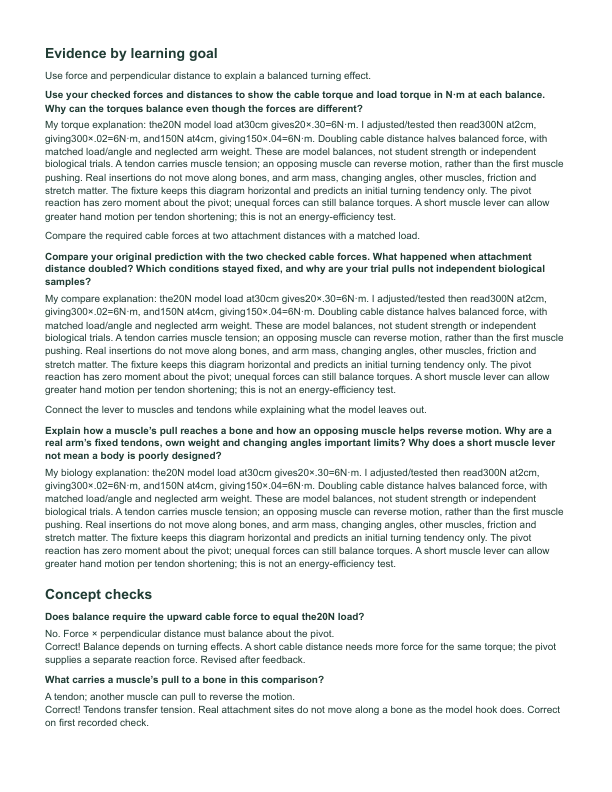 Evidence by learning goal
Use force and perpendicular distance to explain a balanced turning effect.
Use your checked forces and distances to show the cable torque and load torque in N·m at each balance.
Why can the torques balance even though the forces are different?
My torque explanation: the20N model load at30cm gives20×.30=6N·m. I adjusted/tested then read300N at2cm,
giving300×.02=6N·m, and150N at4cm, giving150×.04=6N·m. Doubling cable distance halves balanced force, with
matched load/angle and neglected arm weight. These are model balances, not student strength or independent
biological trials. A tendon carries muscle tension; an opposing muscle can reverse motion, rather than the first muscle
pushing. Real insertions do not move along bones, and arm mass, changing angles, other muscles, friction and
stretch matter. The fixture keeps this diagram horizontal and predicts an initial turning tendency only. The pivot
reaction has zero moment about the pivot; unequal forces can still balance torques. A short muscle lever can allow
greater hand motion per tendon shortening; this is not an energy-efficiency test.
Compare the required cable forces at two attachment distances with a matched load.
Compare your original prediction with the two checked cable forces. What happened when attachment
distance doubled? Which conditions stayed fixed, and why are your trial pulls not independent biological
samples?
My compare explanation: the20N model load at30cm gives20×.30=6N·m. I adjusted/tested then read300N at2cm,
giving300×.02=6N·m, and150N at4cm, giving150×.04=6N·m. Doubling cable distance halves balanced force, with
matched load/angle and neglected arm weight. These are model balances, not student strength or independent
biological trials. A tendon carries muscle tension; an opposing muscle can reverse motion, rather than the first muscle
pushing. Real insertions do not move along bones, and arm mass, changing angles, other muscles, friction and
stretch matter. The fixture keeps this diagram horizontal and predicts an initial turning tendency only. The pivot
reaction has zero moment about the pivot; unequal forces can still balance torques. A short muscle lever can allow
greater hand motion per tendon shortening; this is not an energy-efficiency test.
Connect the lever to muscles and tendons while explaining what the model leaves out.
Explain how a muscle’s pull reaches a bone and how an opposing muscle helps reverse motion. Why are a
real arm’s fixed tendons, own weight and changing angles important limits? Why does a short muscle lever
not mean a body is poorly designed?
My biology explanation: the20N model load at30cm gives20×.30=6N·m. I adjusted/tested then read300N at2cm,
giving300×.02=6N·m, and150N at4cm, giving150×.04=6N·m. Doubling cable distance halves balanced force, with
matched load/angle and neglected arm weight. These are model balances, not student strength or independent
biological trials. A tendon carries muscle tension; an opposing muscle can reverse motion, rather than the first muscle
pushing. Real insertions do not move along bones, and arm mass, changing angles, other muscles, friction and
stretch matter. The fixture keeps this diagram horizontal and predicts an initial turning tendency only. The pivot
reaction has zero moment about the pivot; unequal forces can still balance torques. A short muscle lever can allow
greater hand motion per tendon shortening; this is not an energy-efficiency test.
Concept checks
Does balance require the upward cable force to equal the20N load?
No. Force × perpendicular distance must balance about the pivot.
Correct! Balance depends on turning effects. A short cable distance needs more force for the same torque; the pivot
supplies a separate reaction force. Revised after feedback.
What carries a muscle’s pull to a bone in this comparison?
A tendon; another muscle can pull to reverse the motion.
Correct! Tendons transfer tension. Real attachment sites do not move along a bone as the model hook does. Correct
on first recorded check.